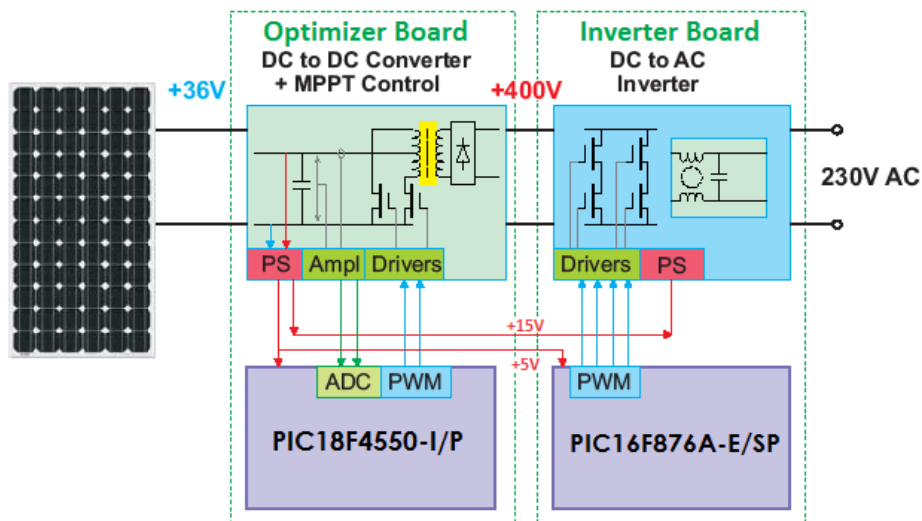 Optimizer Board
DC to DC Converter
+ MPPT Control
Inverter Board
DC to AC
Inverter
+36V
+400V
230V AC
PS
Ampl
Drivers
Drivers
PS
+15V
+5V
ADC
PWM
PWM
PIC18F4550-I/P
PIC16F876A-E/SP